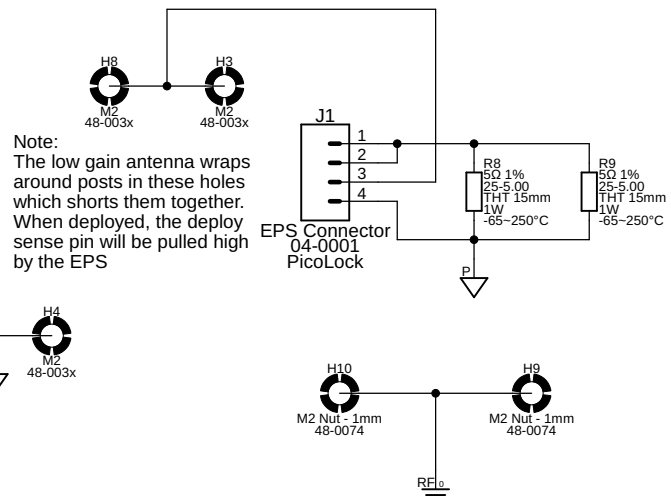 H8
M2
48-003x
H3
M2
48-003x
Note:
The low gain antenna wraps
around posts in these holes
which shorts them together.
When deployed, the deploy
sense pin will be pulled high
by the EPS
J1
1
2
3
4
EPS Connector
04-0001
PicoLock
R8
5Ω 1%
25-5.00
THT 15mm
1W
-65~250°C
R9
5Ω 1%
25-5.00
THT 15mm
1W
-65~250°C
P
H4
M2
48-003x
H10
M2 Nut - 1mm
48-0074
H9
M2 Nut - 1mm
48-0074
RF 0